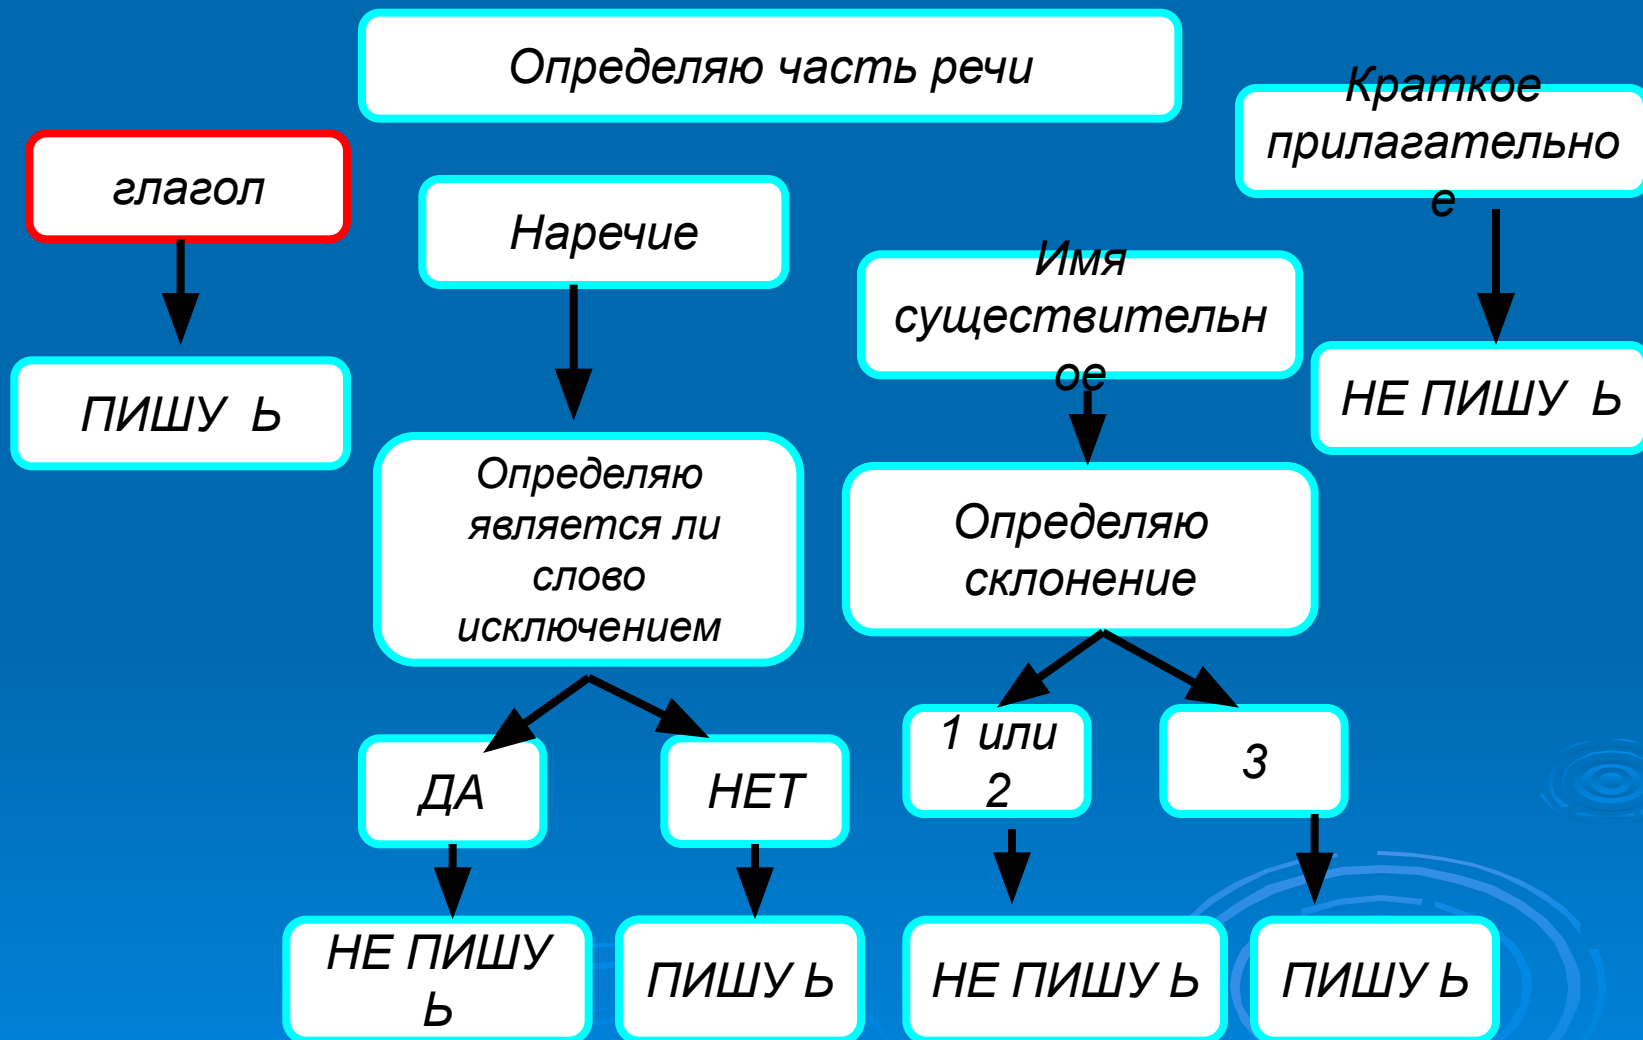 Определяю часть речи
Краткое
прилагательно
е
глагол
Наречие
Имя
существительн
ое
ПИШУ Ь
НЕ ПИШУ Ь
Определяю
является ли
слово
исключением
Определяю
склонение
ДА
НЕТ
1 или
2
3
НЕ ПИШУ
Ь
ПИШУ Ь
НЕ ПИШУ Ь
ПИШУ Ь